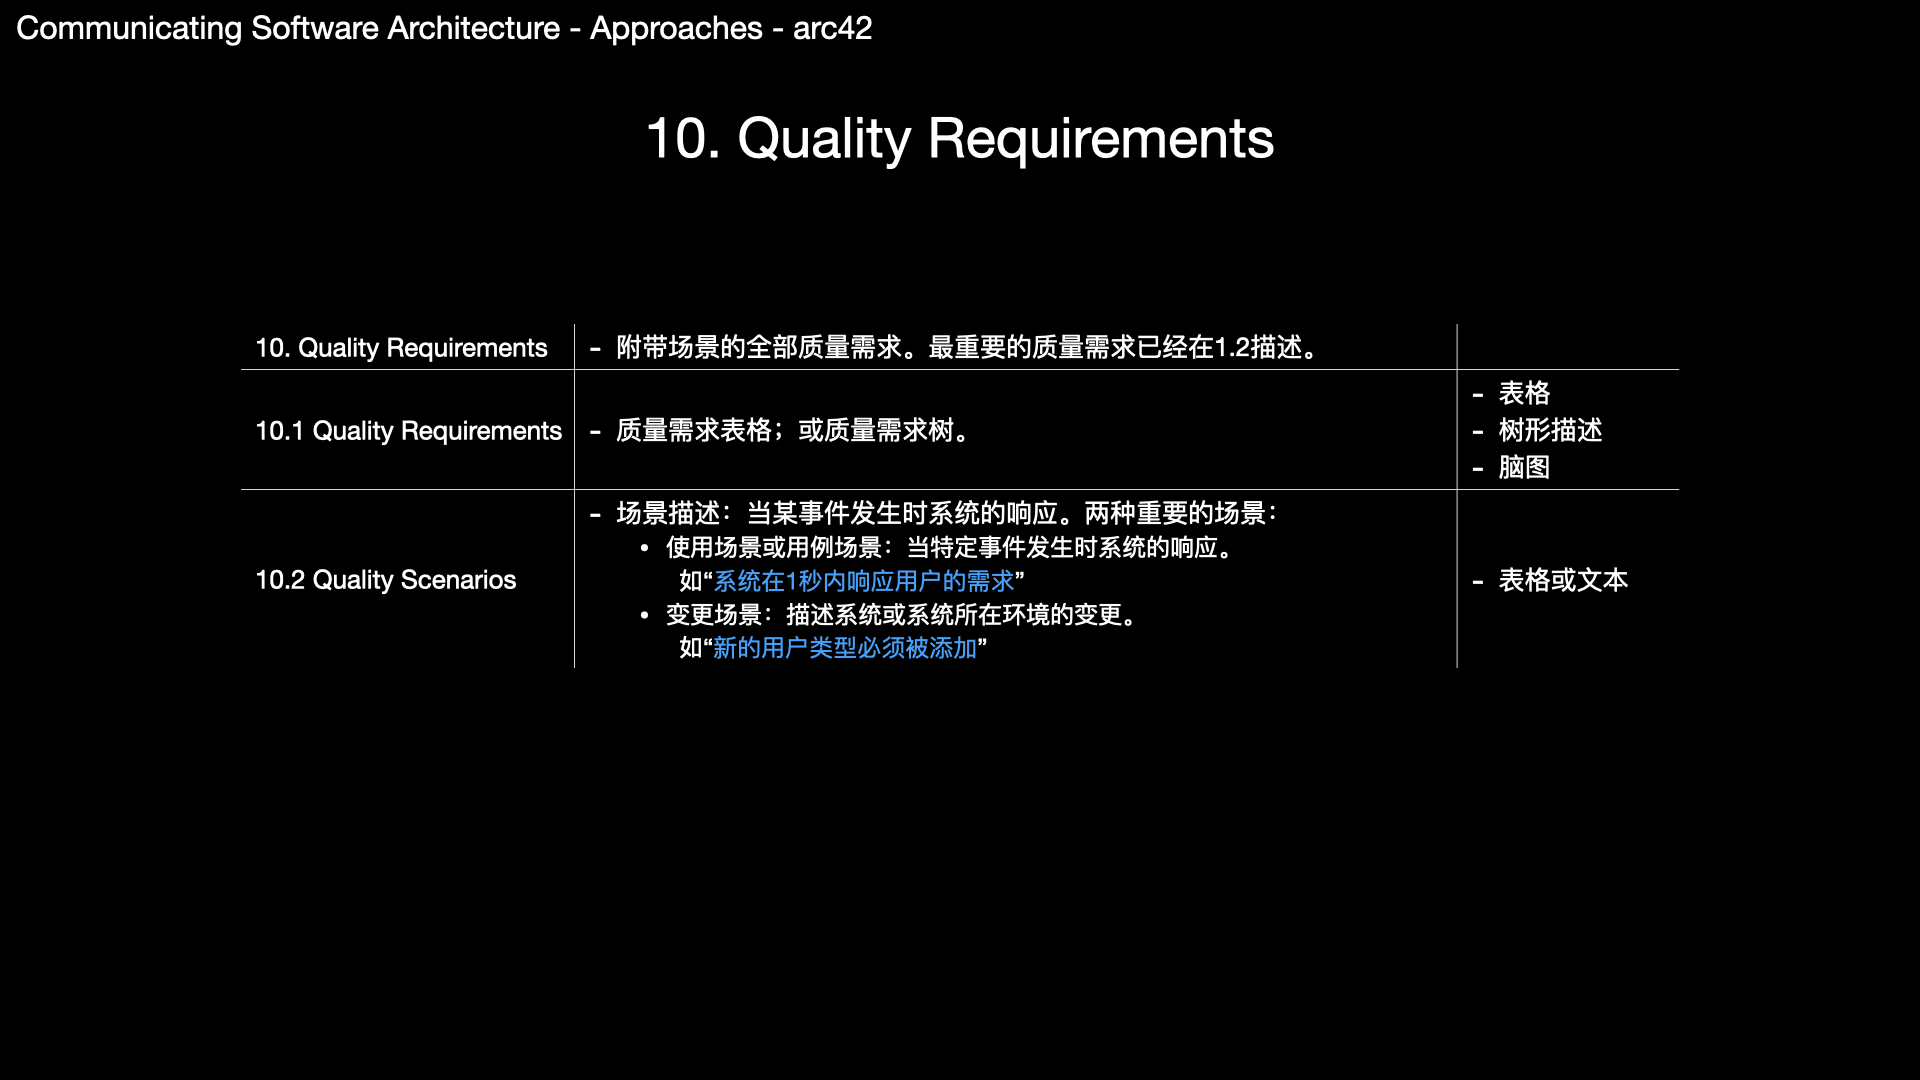 Communicating Software Architecture - Approaches - arc42
10. Quality Requirements
10. Quality Requirements
- 附带场景的全部质量需求。最重要的质量需求已经在1.2描述。
10.1 Quality Requirements
- 质量需求表格；或质量需求树。
- 表格
- 树形描述
- 脑图
10.2 Quality Scenarios
- 场景描述：当某事件发生时系统的响应。两种重要的场景：
• 使用场景或用例场景：当特定事件发生时系统的响应。
如“系统在1秒内响应用户的需求”
• 变更场景：描述系统或系统所在环境的变更。
如“新的用户类型必须被添加”
- 表格或文本